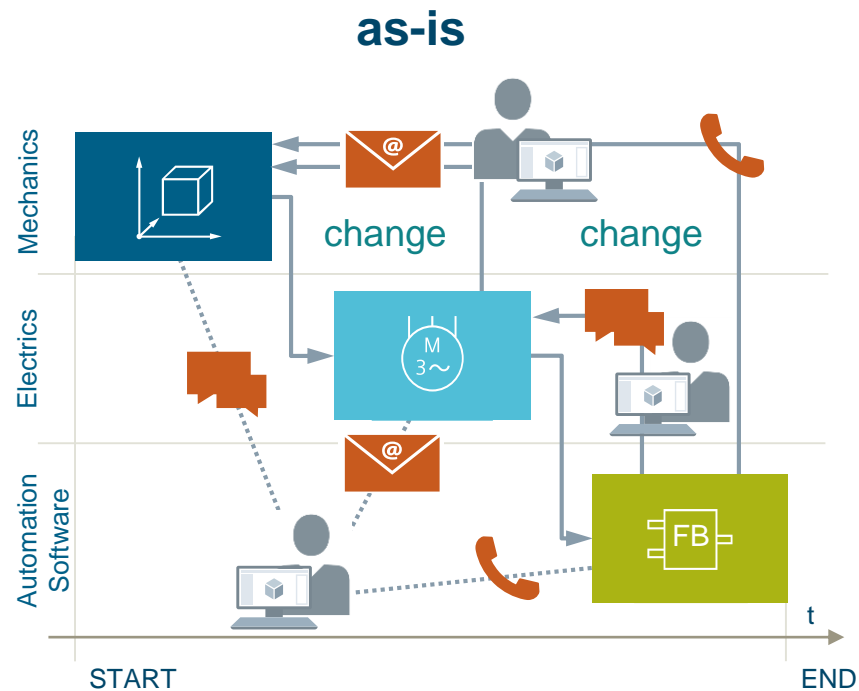 as-is
Mechanics
@
change
change
Electrics
M
3～
@
Automation
Software
FB
t
START
END